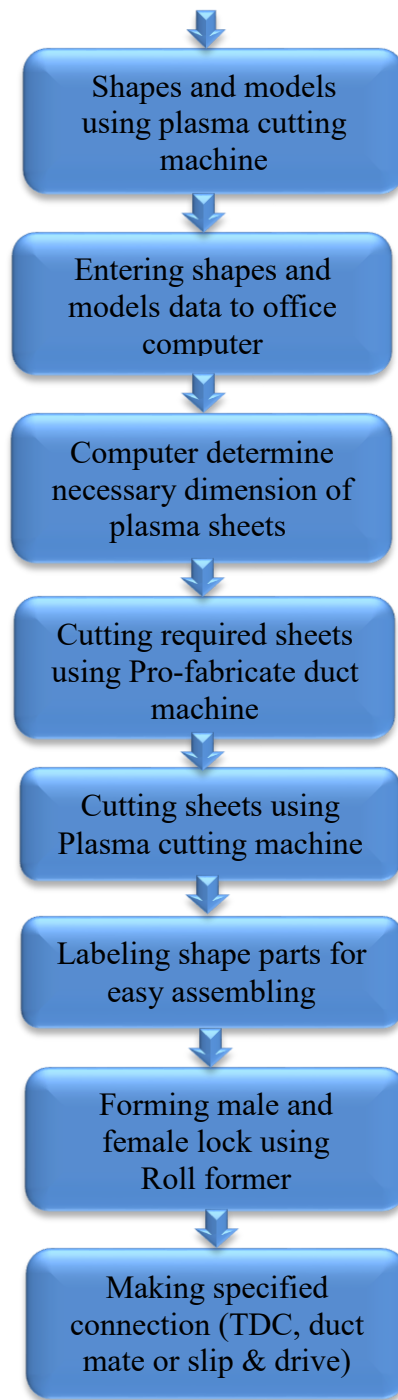 Shapes and models
using plasma cutting
machine
Entering shapes and
models data to office
computer
Computer determine
necessary dimension of
plasma sheets
Cutting required sheets
using Pro-fabricate duct
machine
Cutting sheets using
Plasma cutting machine
Labeling shape parts for
easy assembling
Forming male and
female lock using
Roll former
Making specified
connection (TDC, duct
mate or slip & drive)